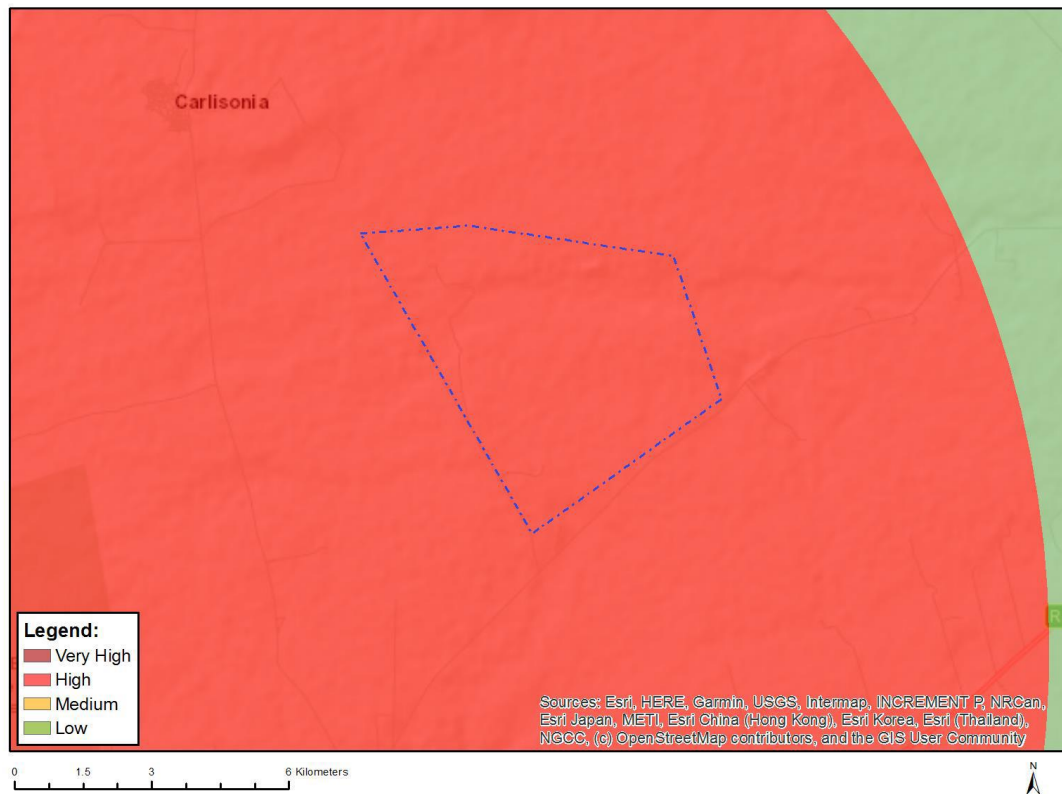 Carlisonia
R
Legend:
Very High
High
Medium
Low
Sources: Esri, HERE, Garmin, USGS, Intermap, INCREMENT P, NRCan,
Esri Japan, METI, Esri China (Hong Kong), Esri Korea, Esri (Thailand),
NGCC, (c) OpenStreetMap contributors, and the GIS User Community
0 1.5 3 6 Kilometers
N